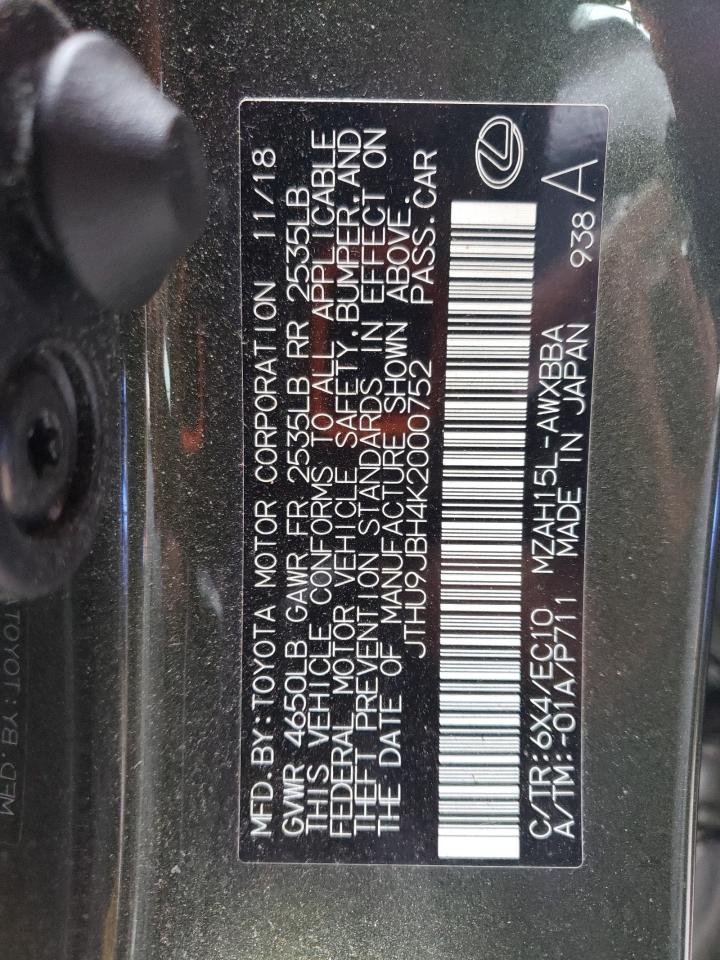 MFD.BY:TOYOTA MOTOR CORPORATION 11/18
GVWR 4650LB GAWR FR 2535LB RR 2535LB
THIS VEHICLE CONFORMS TO ALL APPLICABLE
FEDERAL MOTOR VEHICLE SAFETY,BUMPER,AND
THEFT PREVENTION STANDARDS IN EFFECT ON
THE DATE OF MANUFACTURE SHOWN ABOVE.
JTHU9JBH4K2000752 PASS.CAR
C/TR:6X4/EC10 MZAH15L-AWXBBA
A/TM:-01A/P711 MADE IN JAPAN 938 A